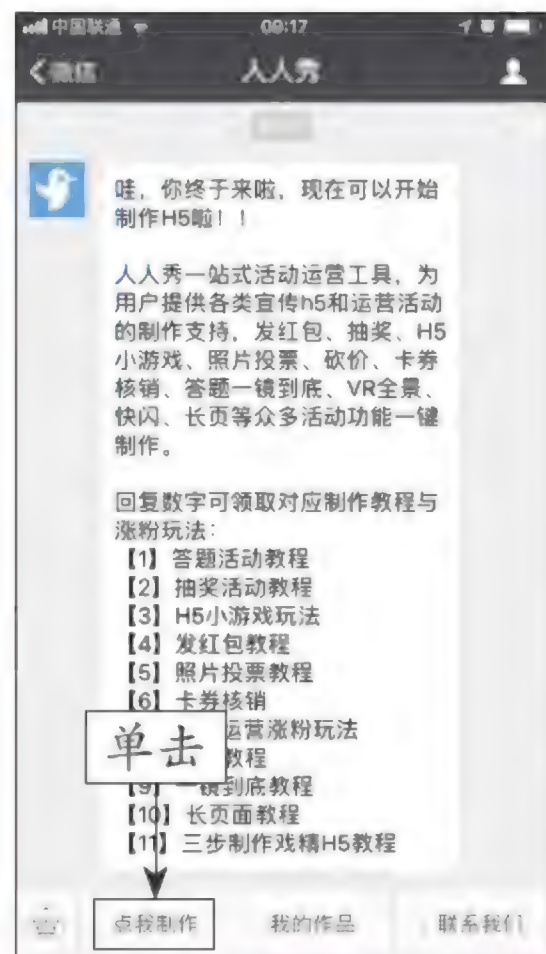 中国联通 09:17
微信 人人秀
哇，你终于来啦，现在可以开始
制作H5啦！！
人人秀一站式活动运营工具，为
用户提供各类宣传h5和运营活动
的制作支持，发红包、抽奖、H5
小游戏、照片投票、砍价、卡券
核销、答题一镜到底、VR全景、
快闪、长页等众多活动功能一键
制作。
回复数字可领取对应制作教程与
涨粉玩法：
【1】答题活动教程
【2】抽奖活动教程
【3】H5小游戏玩法
【4】发红包教程
【5】照片投票教程
【6】卡券核销
运营涨粉玩法
单击
教程
【9】一镜到底教程
【10】长页面教程
【11】三步制作戏精H5教程
点我制作 我的作品 联系我们